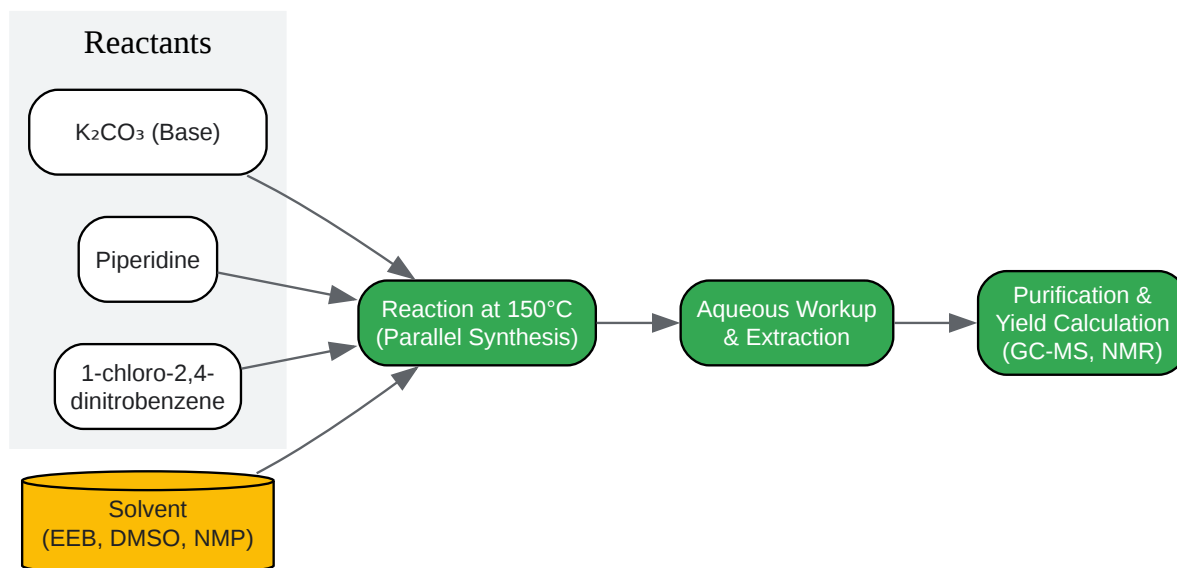 Reactants
K₂CO₃ (Base)
Piperidine
1-chloro-2,4-
dinitrobenzene
Solvent
(EEB, DMSO, NMP)
Reaction at 150°C
(Parallel Synthesis)
Aqueous Workup
& Extraction
Purification &
Yield Calculation
(GC-MS, NMR)